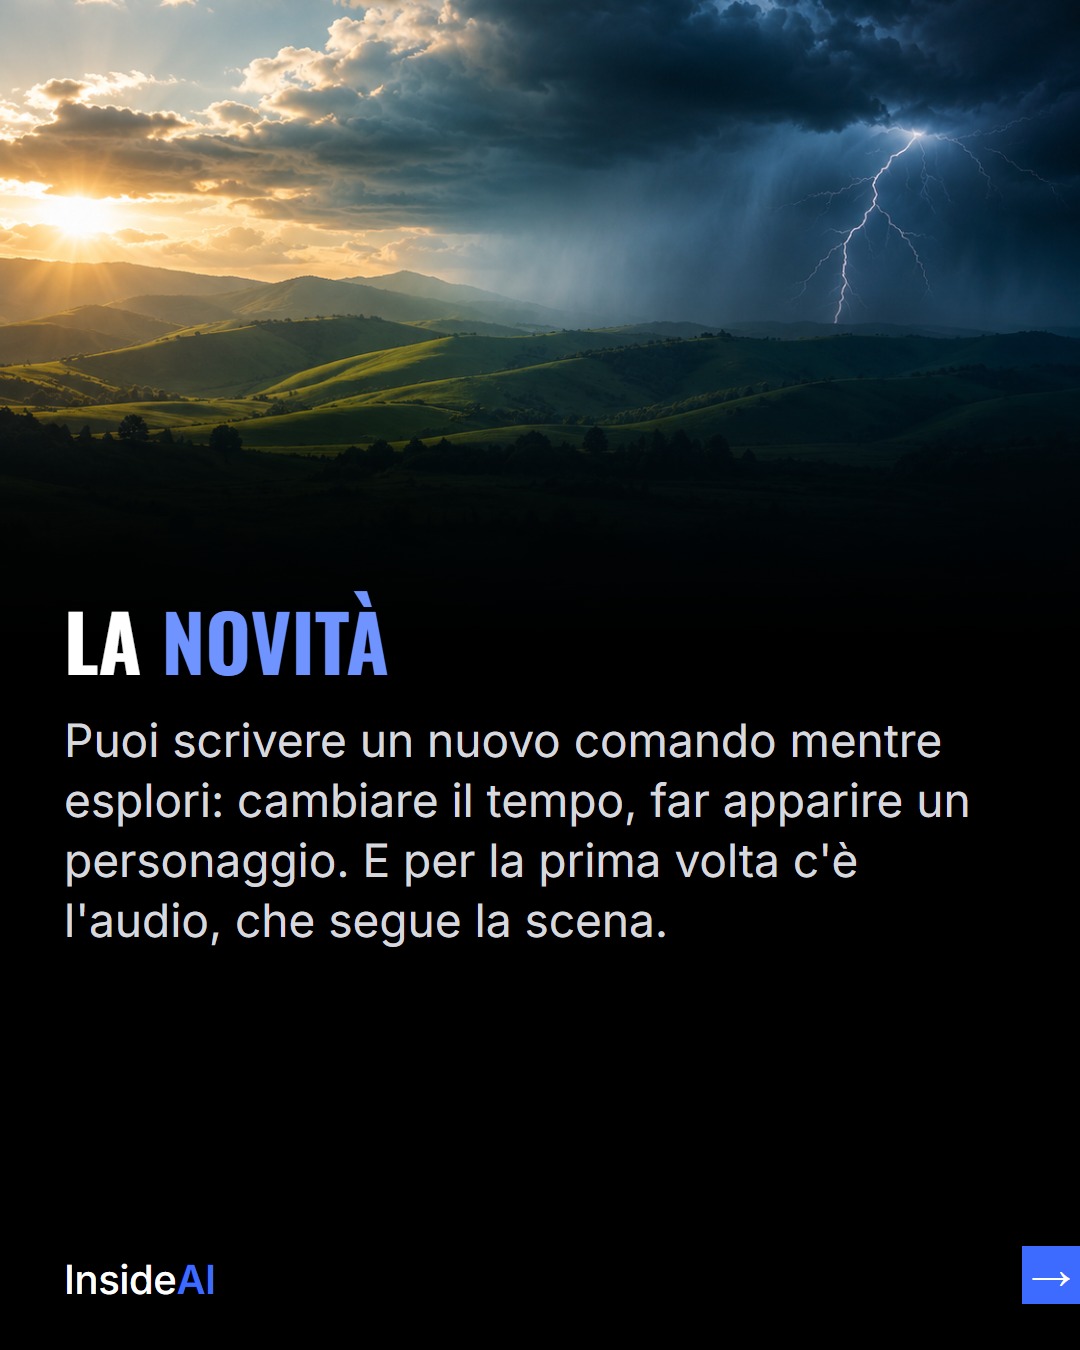 LA NOVITÀ
Puoi scrivere un nuovo comando mentre
esplori: cambiare il tempo, far apparire un
personaggio. E per la prima volta c'è
l'audio, che segue la scena.
InsideAI
→